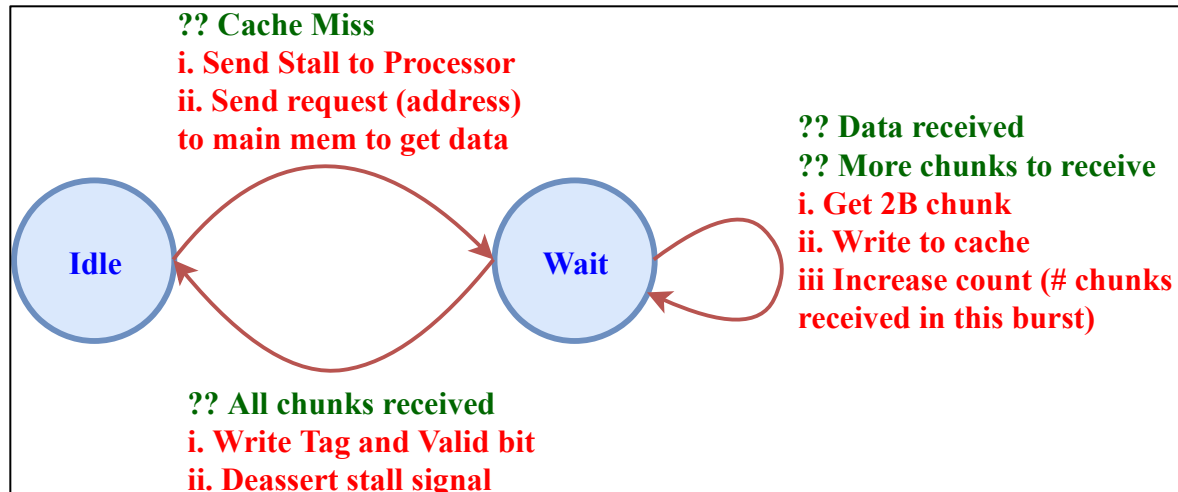 ?? Cache Miss
i. Send Stall to Processor
ii. Send request (address)
to main mem to get data
Idle
Wait
?? Data received
?? More chunks to receive
i. Get 2B chunk
ii. Write to cache
iii Increase count (# chunks
received in this burst)
?? All chunks received
i. Write Tag and Valid bit
ii. Deassert stall signal